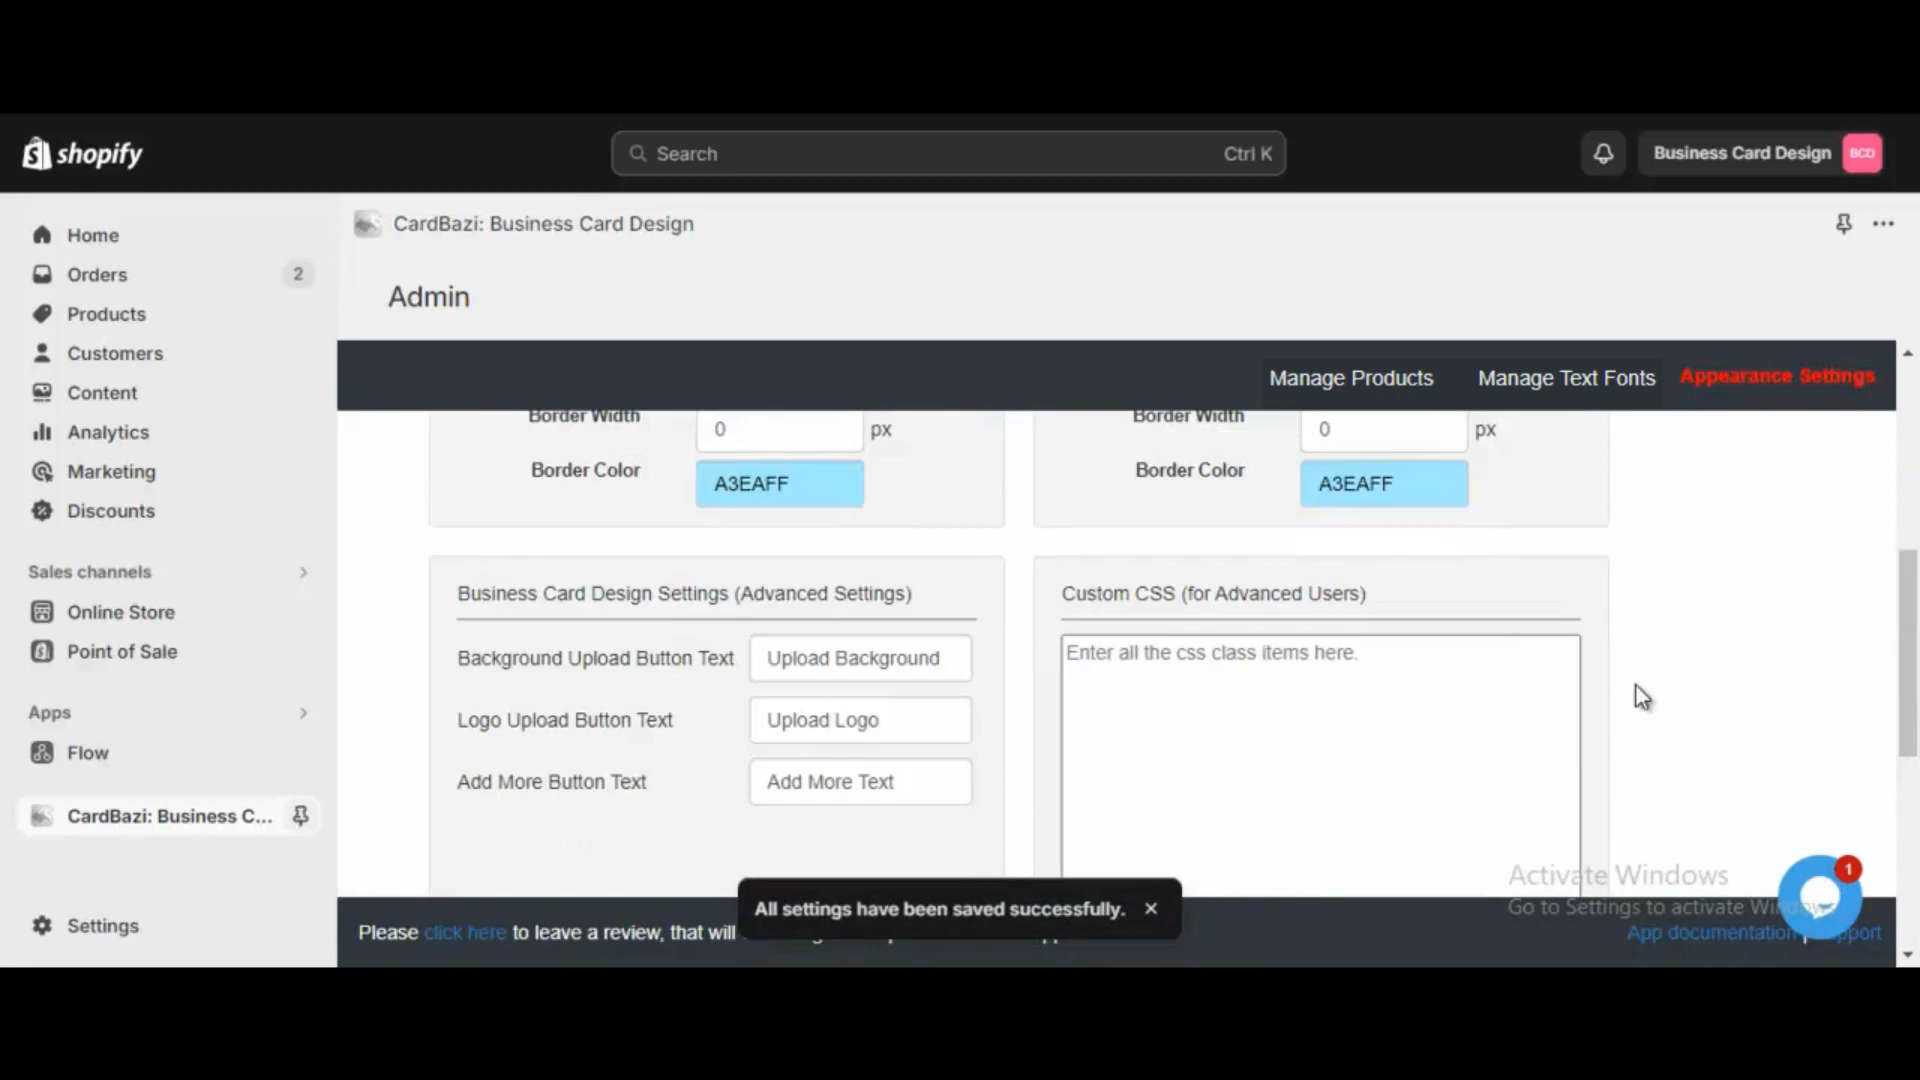 shopify
Search
Ctrl K
Business Card Design
BCD
Home
Orders
2
Products
Customers
Content
Analytics
Marketing
Discounts
Sales channels
Online Store
Point of Sale
Apps
Flow
CardBazi: Business C...
Settings
CardBazi: Business Card Design
Admin
Manage Products
Manage Text Fonts
Appearance Settings
Border Width
0
px
Border Width
0
px
Border Color
A3EAFF
Border Color
A3EAFF
Business Card Design Settings (Advanced Settings)
Background Upload Button Text
Upload Background
Logo Upload Button Text
Upload Logo
Add More Button Text
Add More Text
Custom CSS (for Advanced Users)
Enter all the css class items here.
All settings have been saved successfully.
Please click here to leave a review, that will
Activate Windows
Go to Settings to activate Windows.
1
App documentation